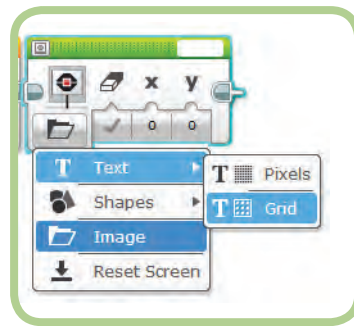 x y
0 0
T Text
T Pixels
Shapes
T Grid
Image
Reset Screen